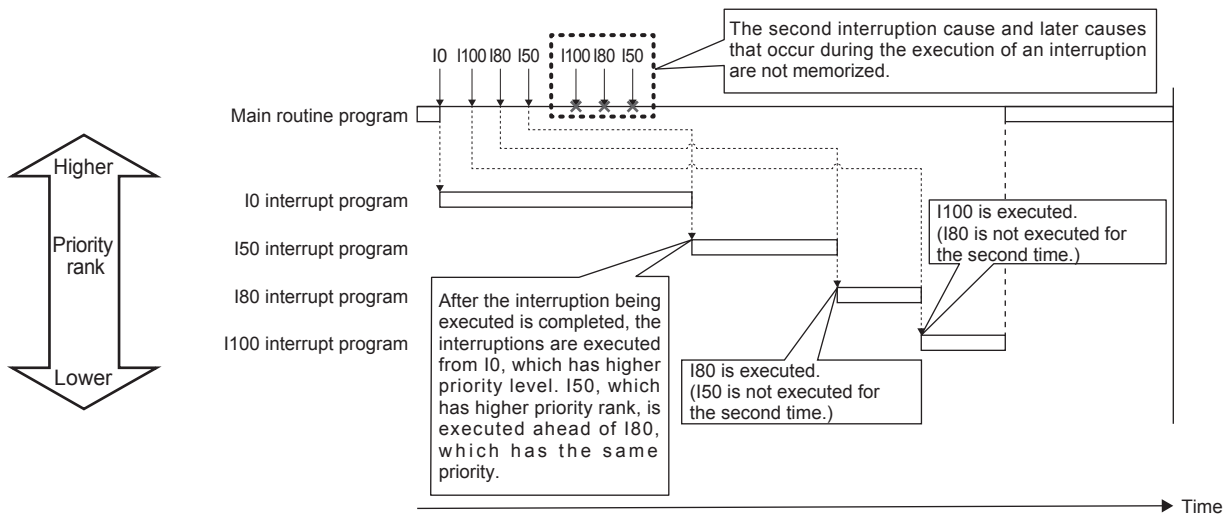 The second interruption cause and later causes
that occur during the execution of an interruption
are not memorized.
I0 I100 I80 I50 I100 I80 I50
Main routine program
Higher
Priority
rank
Lower
I0 interrupt program
I50 interrupt program
I80 interrupt program
I100 interrupt program
I100 is executed.
(I80 is not executed for
the second time.)
After the interruption being
executed is completed, the
interruptions are executed
from I0, which has higher
priority level. I50, which
has higher priority rank, is
executed ahead of I80,
which has the same
priority.
I80 is executed.
(I50 is not executed for
the second time.)
Time